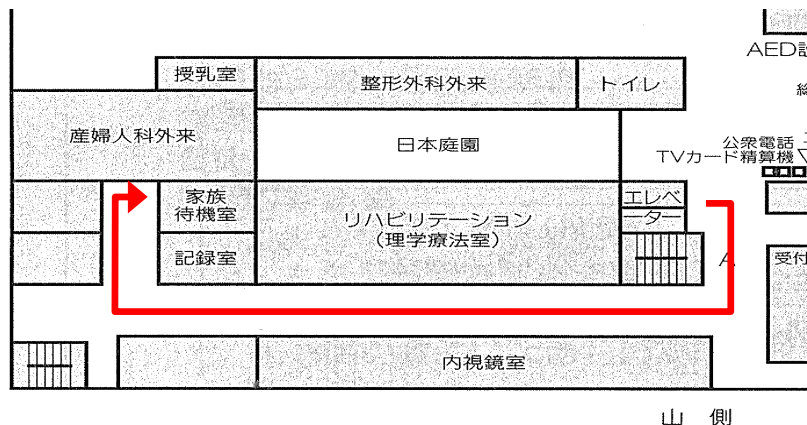 AED設
授乳室
整形外科外来
トイレ
産婦人科外来
日本庭園
公衆電話
TVカード精算機
家族
待機室
リハビリテーション
(理学療法室)
エレベ
ーター
記録室
A
受付
内視鏡室
山 側